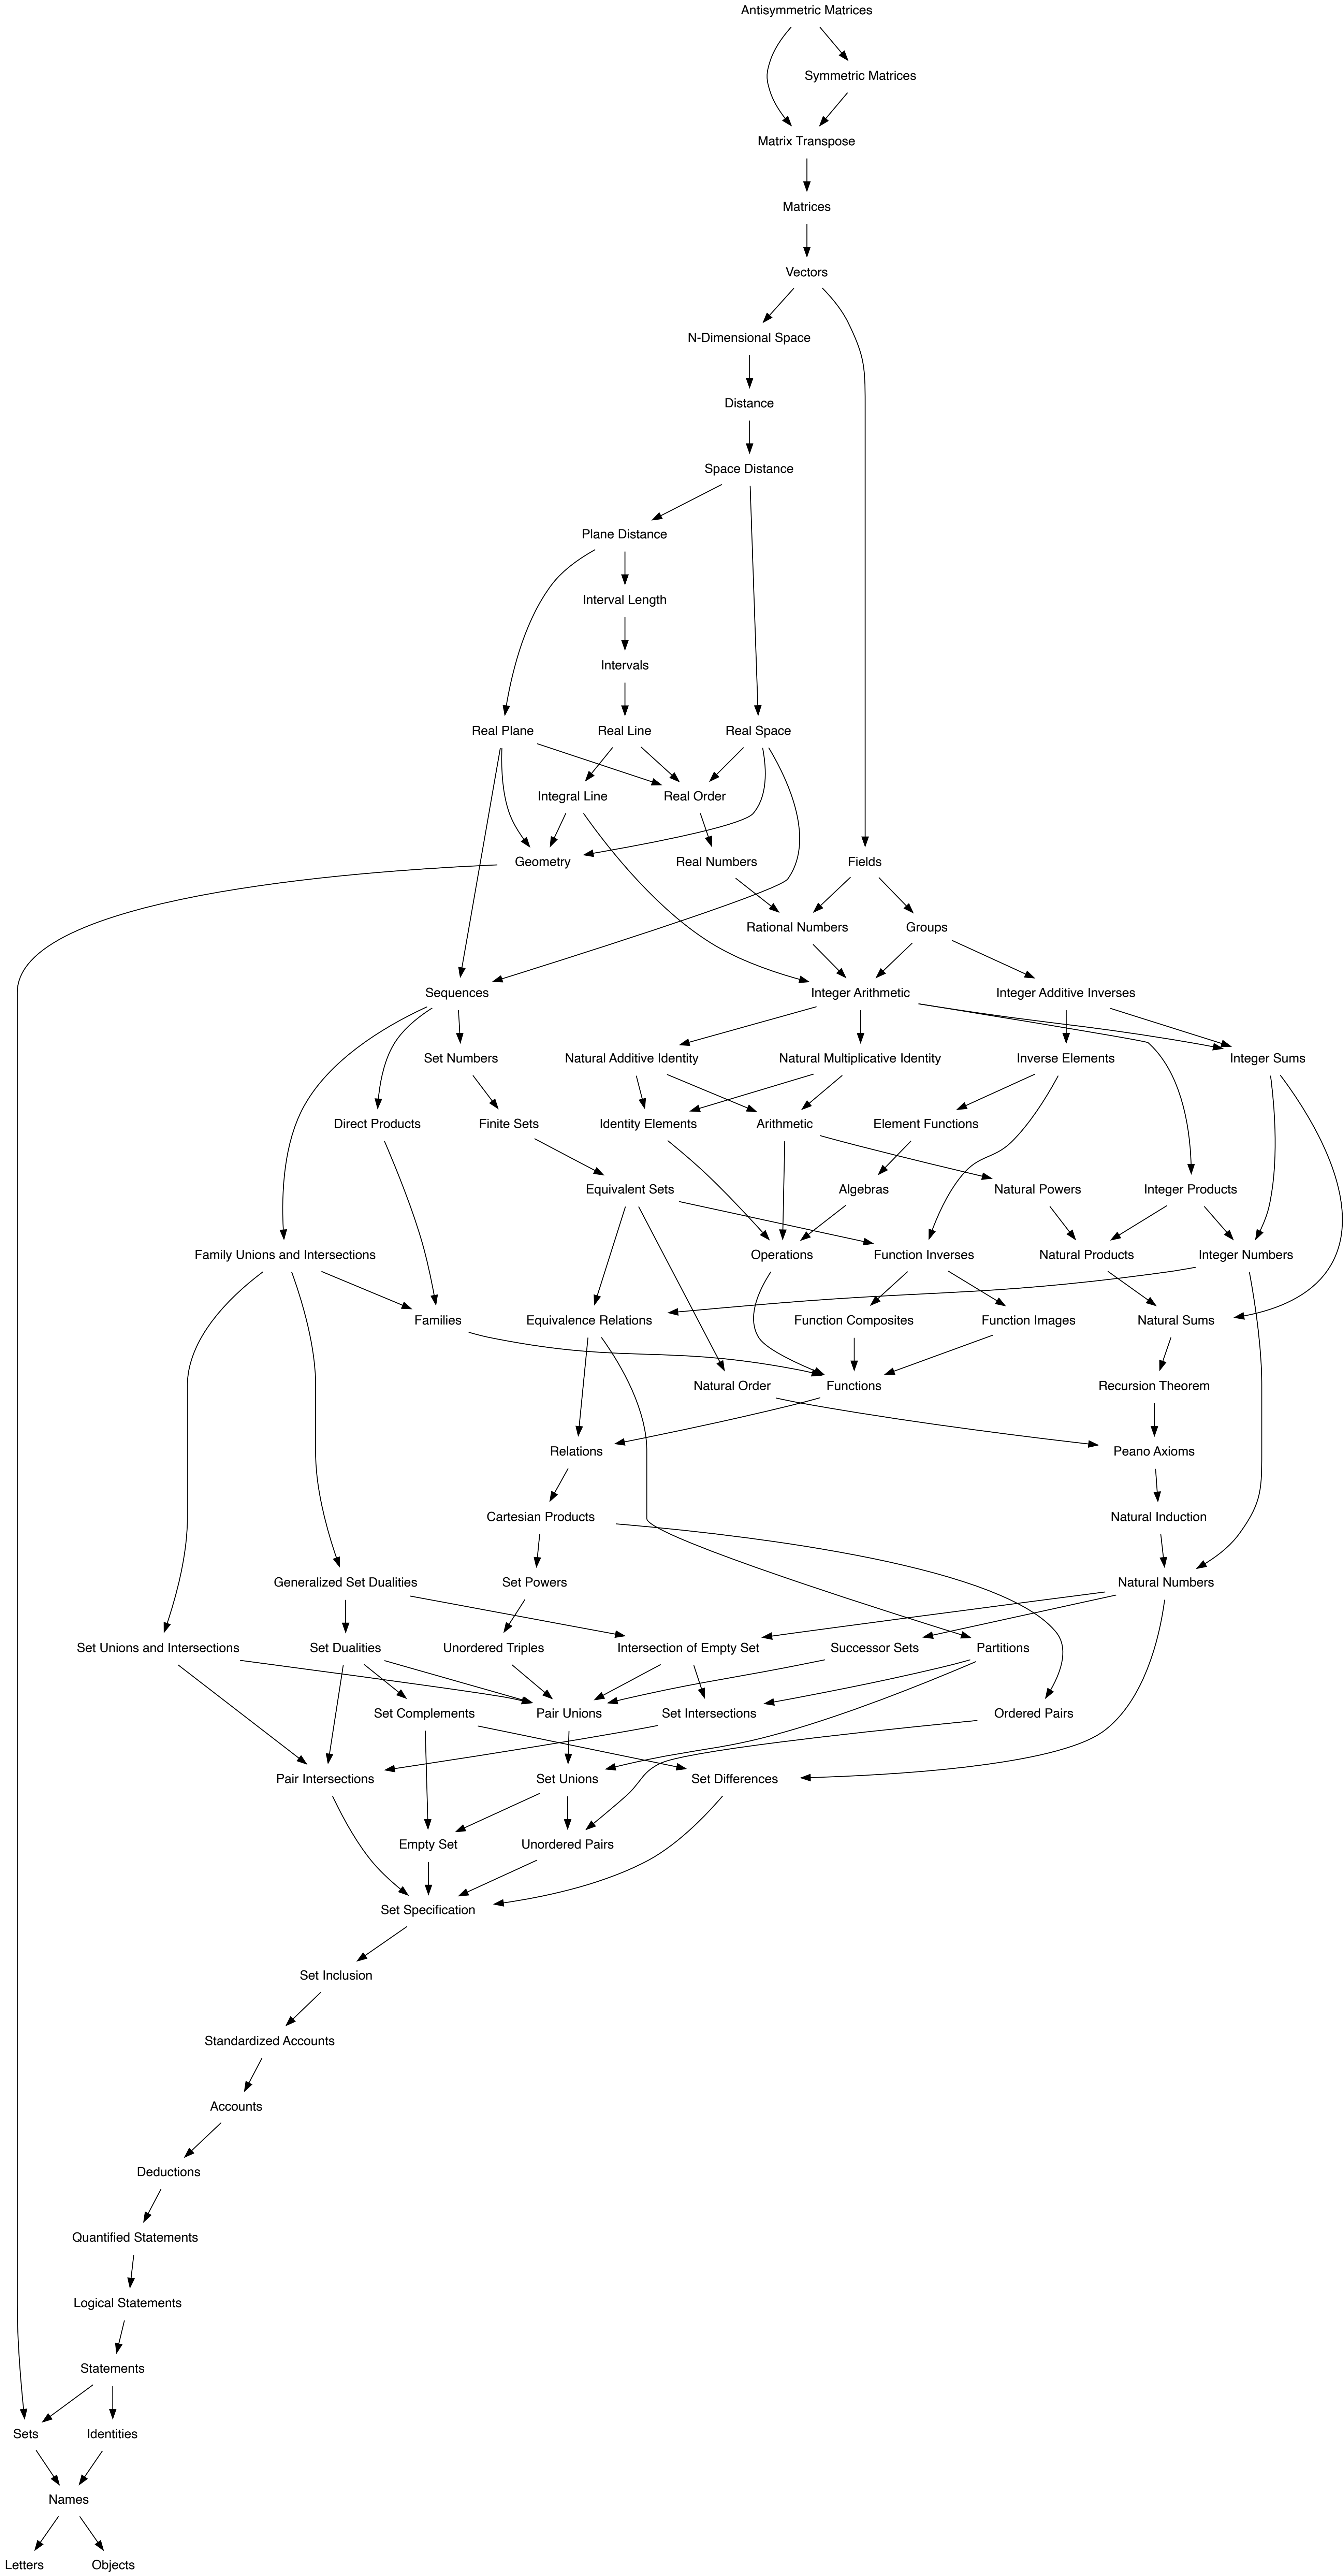 Antisymmetric Matrices
Symmetric Matrices
Matrix Transpose
Matrices
Vectors
N-Dimensional Space
Distance
Space Distance
Plane Distance
Interval Length
Intervals
Real Plane
Real Line
Real Space
Integral Line
Real Order
Geometry
Real Numbers
Fields
Rational Numbers
Groups
Sequences
Integer Arithmetic
Integer Additive Inverses
Set Numbers
Natural Additive Identity
Natural Multiplicative Identity
Inverse Elements
Integer Sums
Direct Products
Finite Sets
Identity Elements
Arithmetic
Element Functions
Equivalent Sets
Algebras
Natural Powers
Integer Products
Family Unions and Intersections
Operations
Function Inverses
Natural Products
Integer Numbers
Families
Equivalence Relations
Function Composites
Function Images
Natural Sums
Natural Order
Functions
Recursion Theorem
Relations
Peano Axioms
Cartesian Products
Natural Induction
Generalized Set Dualities
Set Powers
Natural Numbers
Set Unions and Intersections
Set Dualities
Unordered Triples
Intersection of Empty Set
Successor Sets
Partitions
Set Complements
Pair Unions
Set Intersections
Ordered Pairs
Pair Intersections
Set Unions
Set Differences
Empty Set
Unordered Pairs
Set Specification
Set Inclusion
Standardized Accounts
Accounts
Deductions
Quantified Statements
Logical Statements
Statements
Sets
Identities
Names
Letters
Objects